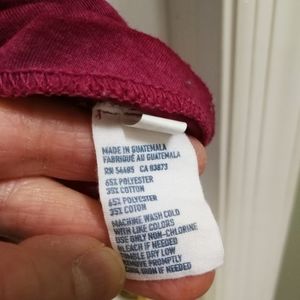 MADE IN GUATEMALA
FABRIQUÉ AU GUATEMALA
RN 54485 CA 83873
65% POLYESTER
35% COTTON
65% POLYESTER
35% COTON
MACHINE WASH COLD
WITH LIKE COLORS
USE ONLY NON-CHLORINE
BLEACH IF NEEDED
TUMBLE DRY LOW
REMOVE PROMPTLY
COOL IRON IF NEEDED